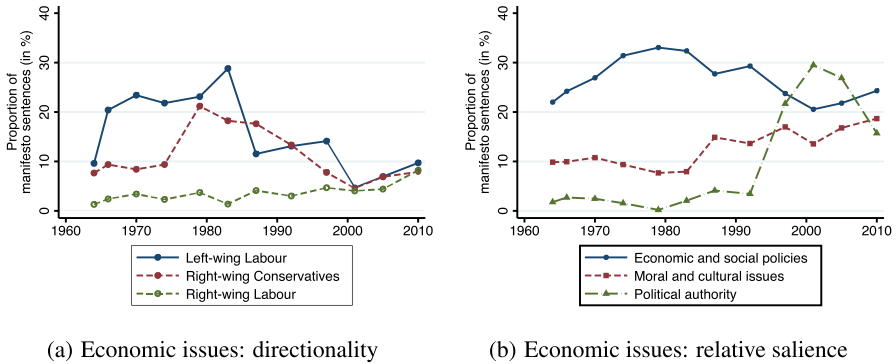 Proportion of
manifesto sentences (in %)
40
30
20
10
0
1960 1970 1980 1990 2000 2010
Left-wing Labour
Right-wing Conservatives
Right-wing Labour
(a) Economic issues: directionality
Proportion of
manifesto sentences (in %)
40
30
20
10
0
1960 1970 1980 1990 2000 2010
Economic and social policies
Moral and cultural issues
Political authority
(b) Economic issues: relative salience